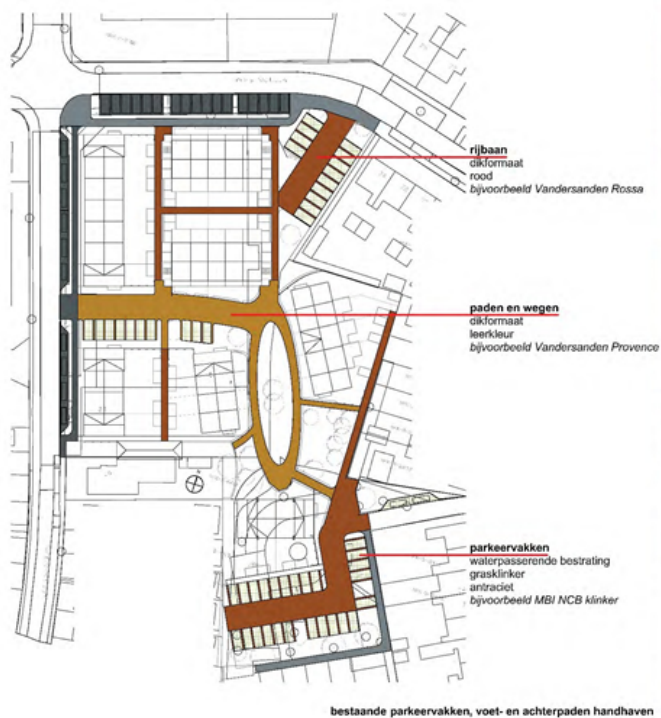 rijbaan
dikformaat
rood
bijvoorbeeld Vandersanden Rossa
paden en wegen
dikformaat
leerkleur
bijvoorbeeld Vandersanden Provence
parkeervakken
waterpasserende bestrating
grasklinker
antraciet
bijvoorbeeld MBI NCB klinker
bestaande parkeervakken, voet- en achterpaden handhaven